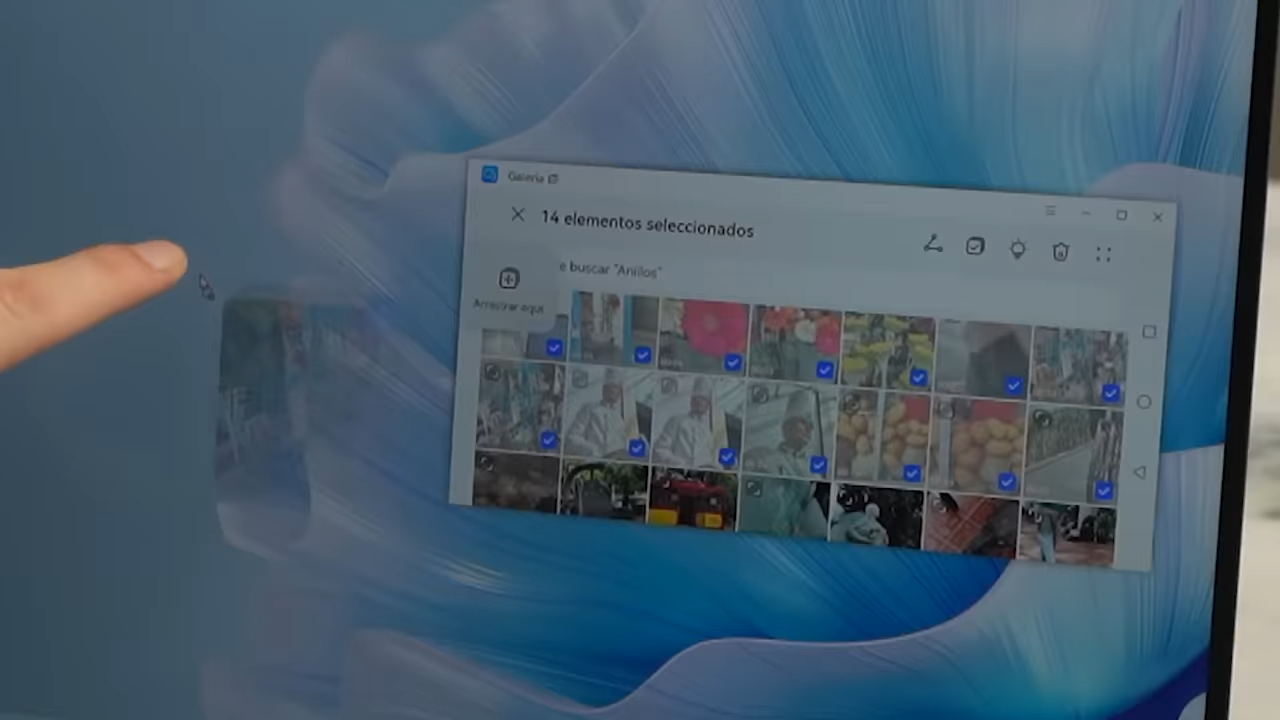 Galería
14 elementos seleccionados
e buscar "Anillos"
Arrastrar aquí